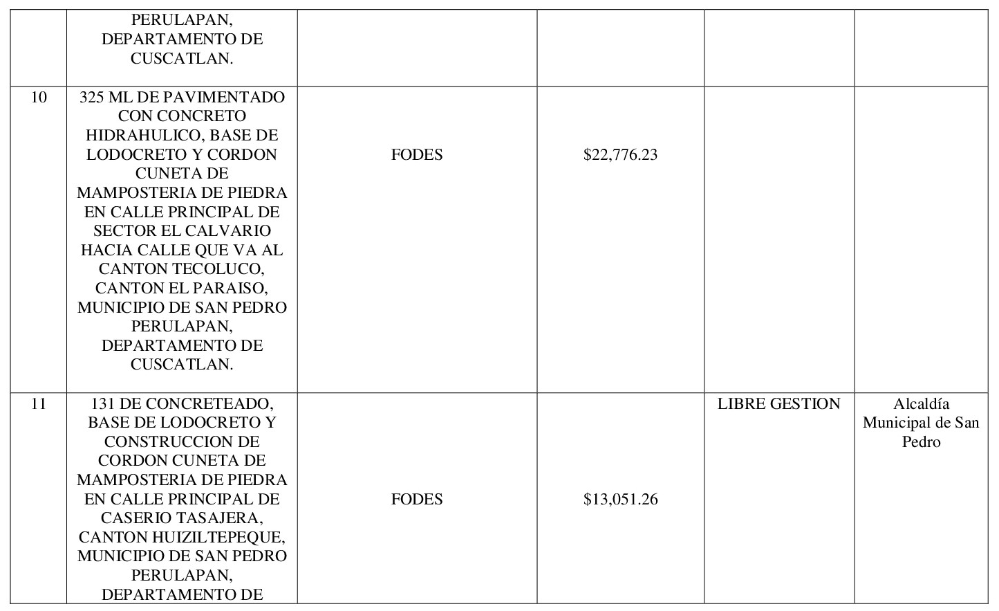 PERULAPAN,
DEPARTAMENTO DE
CUSCATLAN.
10
325 ML DE PAVIMENTADO
CON CONCRETO
HIDRAHULICO, BASE DE
LODOCRETO Y CORDON
CUNETA DE
MAMPOSTERIA DE PIEDRA
EN CALLE PRINCIPAL DE
SECTOR EL CALVARIO
HACIA CALLE QUE VA AL
CANTON TECOLUCO,
CANTON EL PARAISO,
MUNICIPIO DE SAN PEDRO
PERULAPAN,
DEPARTAMENTO DE
CUSCATLAN.
FODES
$22,776.23
11
131 DE CONCRETEADO,
BASE DE LODOCRETO Y
CONSTRUCCION DE
CORDON CUNETA DE
MAMPOSTERIA DE PIEDRA
EN CALLE PRINCIPAL DE
CASERIO TASAJERA,
CANTON HUIZILTEPEQUE,
MUNICIPIO DE SAN PEDRO
PERULAPAN,
DEPARTAMENTO DE
FODES
$13,051.26
LIBRE GESTION
Alcaldía
Municipal de San
Pedro